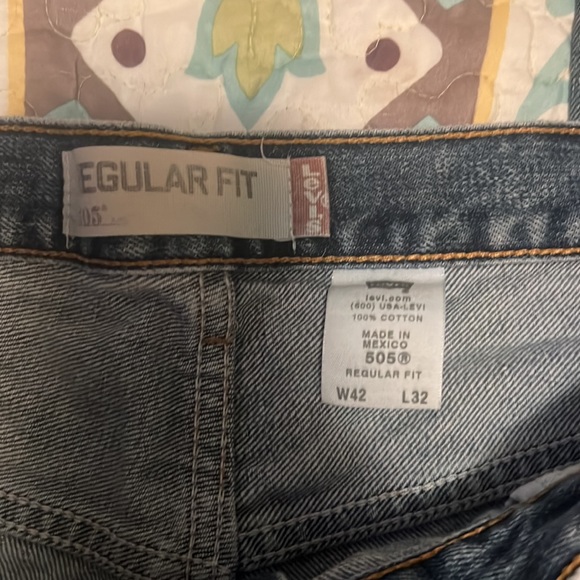 EGULAR FIT
505
LEVI'S
levi.com
(800) USA-LEVI
100% COTTON
MADE IN
MEXICO
505®
REGULAR FIT
W42 L32